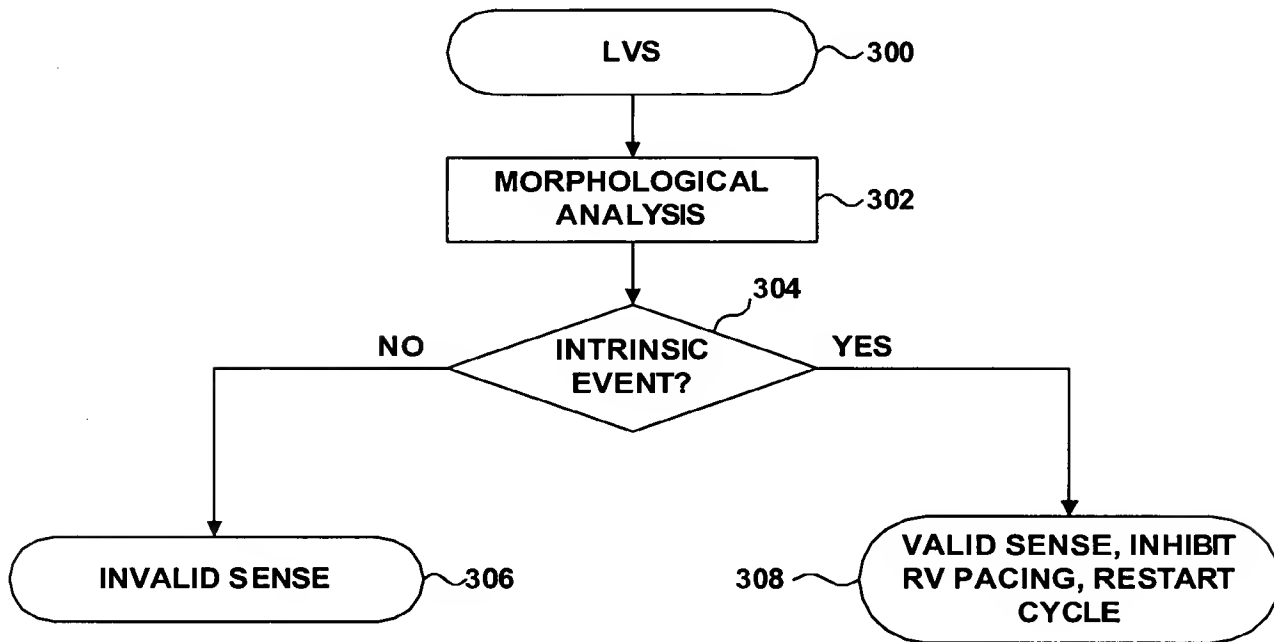 LVS
300
MORPHOLOGICAL
ANALYSIS
302
304
NO
INTRINSIC
EVENT?
YES
INVALID SENSE
306
308
VALID SENSE, INHIBIT
RV PACING, RESTART
CYCLE